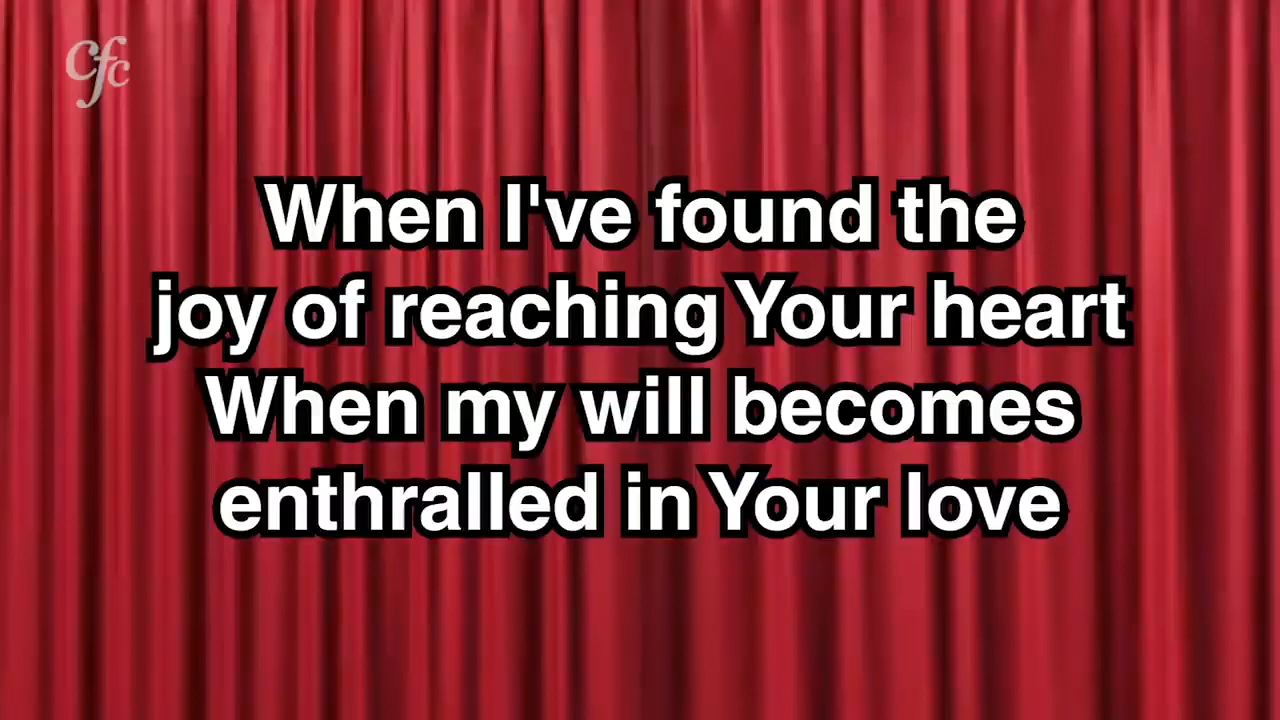 cfc
When I've found the
joy of reaching Your heart
When my will becomes
enthralled in Your love